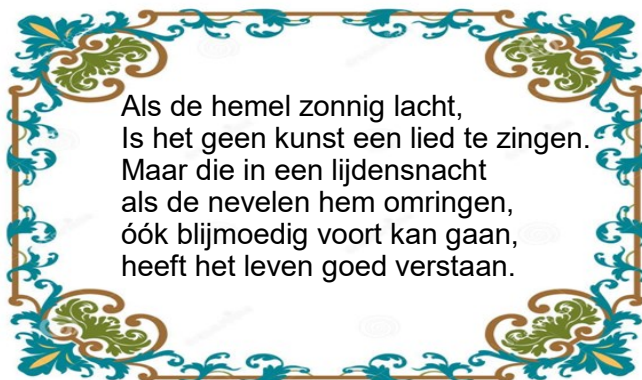 Als de hemel zonnig lacht,
Is het geen kunst een lied te zingen.
Maar die in een lijdensnacht
als de nevelen hem omringen,
óók blijmoedig voort kan gaan,
heeft het leven goed verstaan.